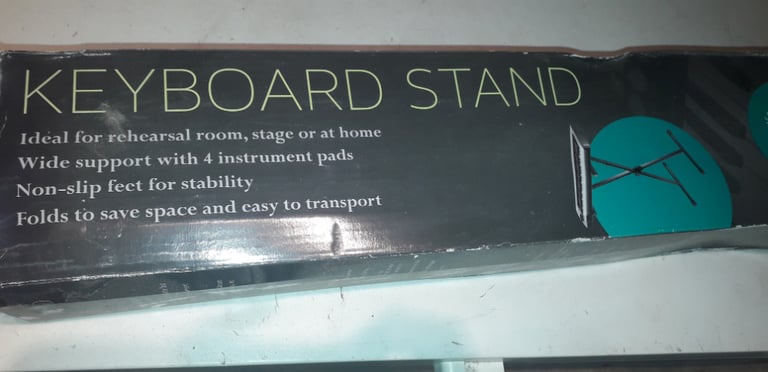 KEYBOARD STAND
Ideal for rehearsal room, stage or at home
Wide support with 4 instrument pads
Non-slip feet for stability
Folds to save space and easy to transport